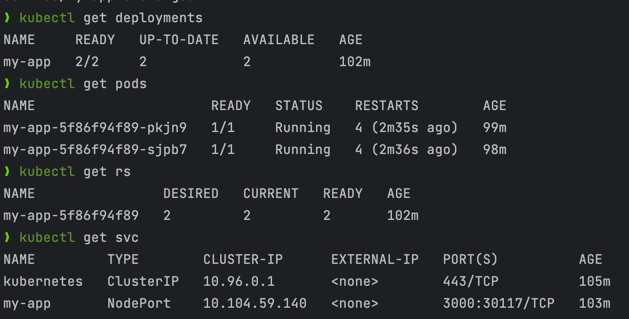 ❯ kubectl get deployments
NAME     READY   UP-TO-DATE   AVAILABLE   AGE
my-app   2/2     2            2           102m
❯ kubectl get pods
NAME                      READY   STATUS    RESTARTS        AGE
my-app-5f86f94f89-pkjn9   1/1     Running   4 (2m35s ago)   99m
my-app-5f86f94f89-sjpb7   1/1     Running   4 (2m36s ago)   98m
❯ kubectl get rs
NAME                DESIRED   CURRENT   READY   AGE
my-app-5f86f94f89   2         2         2       102m
❯ kubectl get svc
NAME         TYPE        CLUSTER-IP      EXTERNAL-IP   PORT(S)          AGE
kubernetes   ClusterIP   10.96.0.1       <none>        443/TCP          105m
my-app       NodePort    10.104.59.140   <none>        3000:30117/TCP   103m